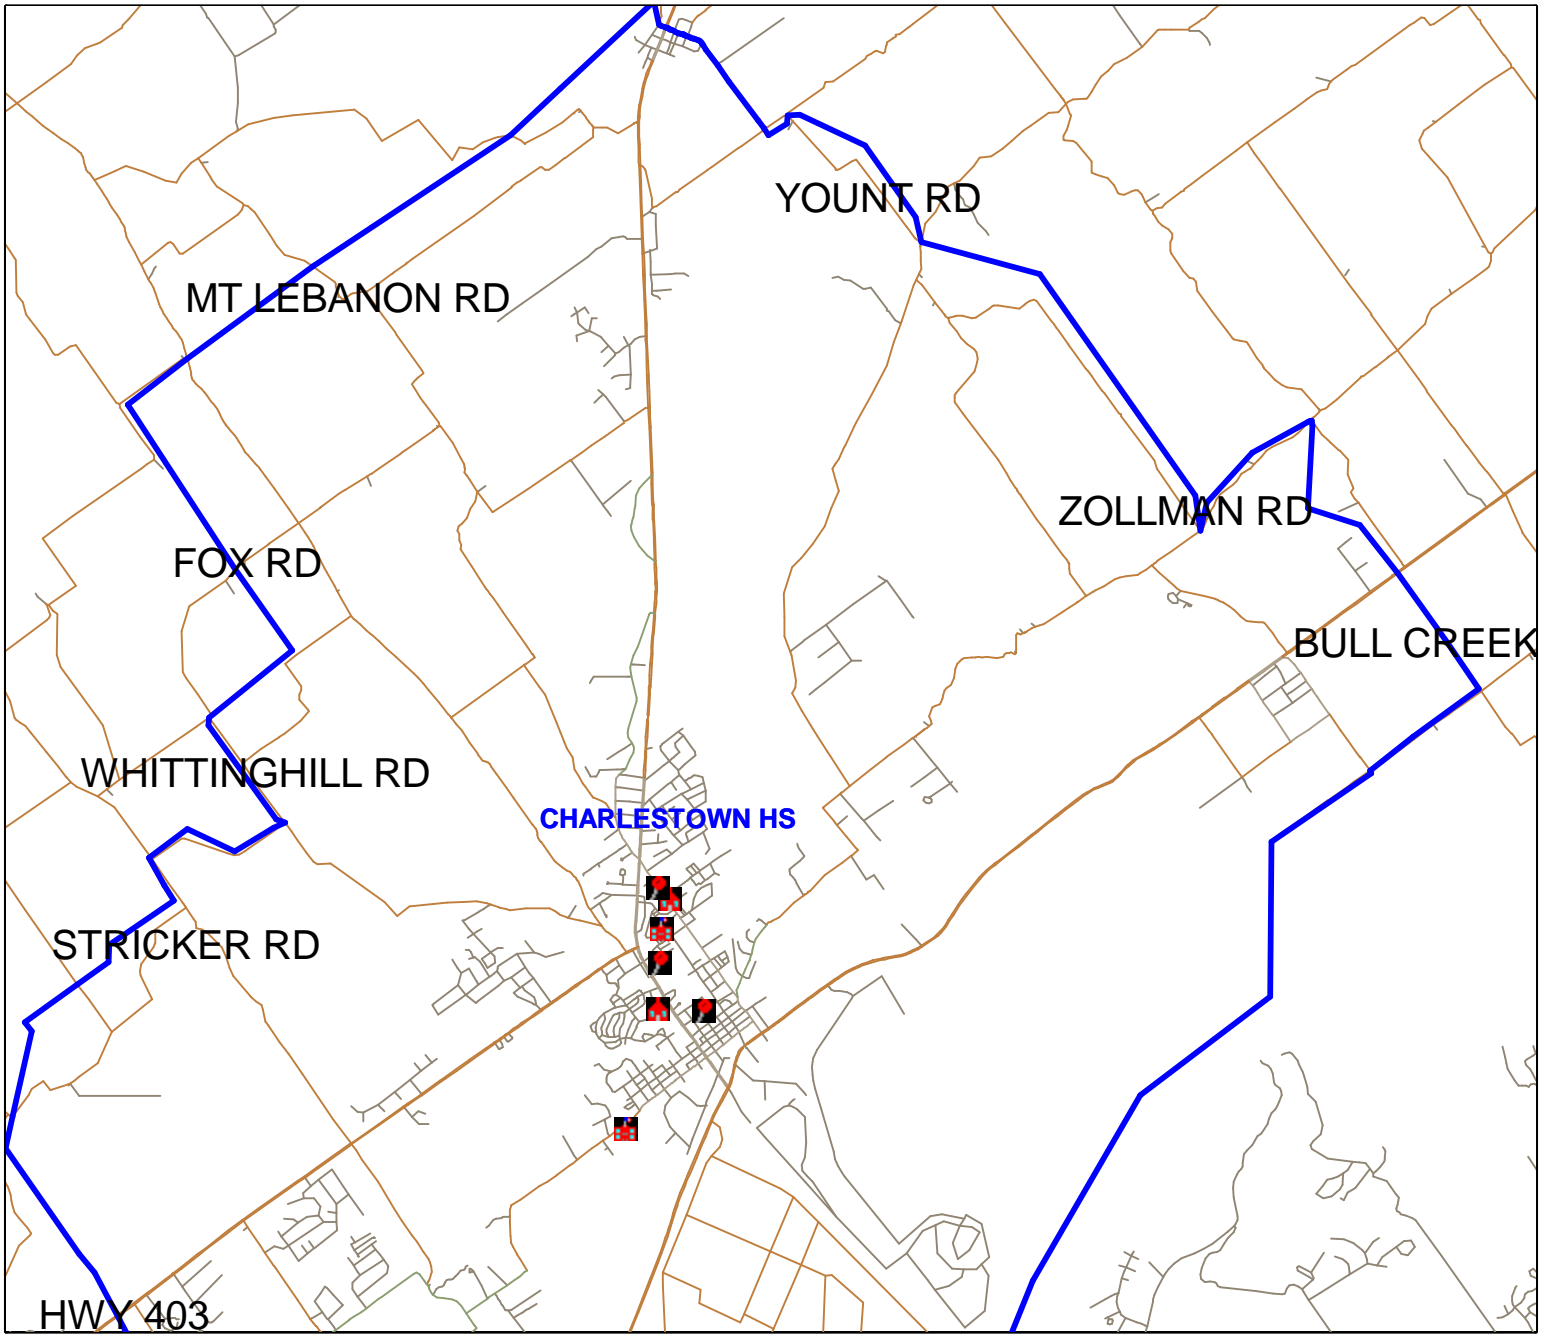 YOUNT RD
MT LEBANON RD
ZOLLMAN RD
FOX RD
BULL CREEK
WHITTINGHILL RD
CHARLESTOWN HS
STRICKER RD
HWY 403